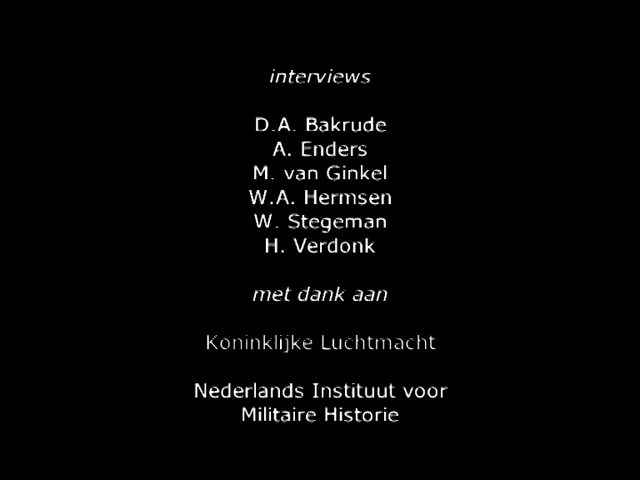 interviews
D.A. Bakrude
A. Enders
M. van Ginkel
W.A. Hermsen
W. Stegeman
H. Verdonk
met dank aan
Koninklijke Luchtmacht
Nederlands Instituut voor
Militaire Historie